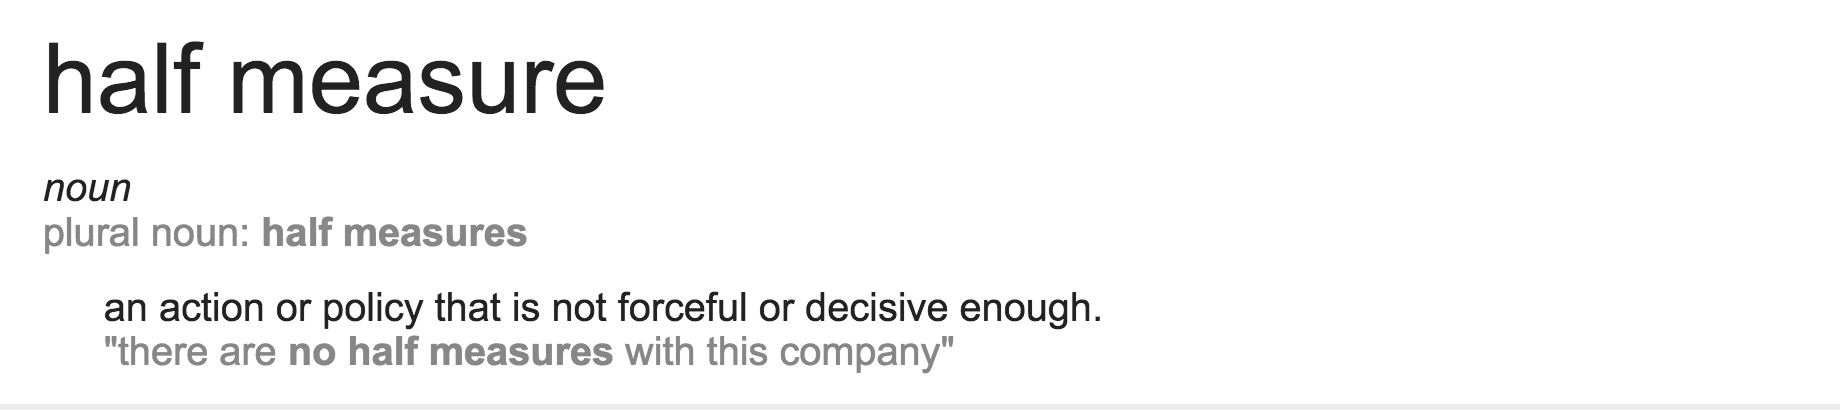 half measure
noun
plural noun: half measures
an action or policy that is not forceful or decisive enough.
"there are no half measures with this company"